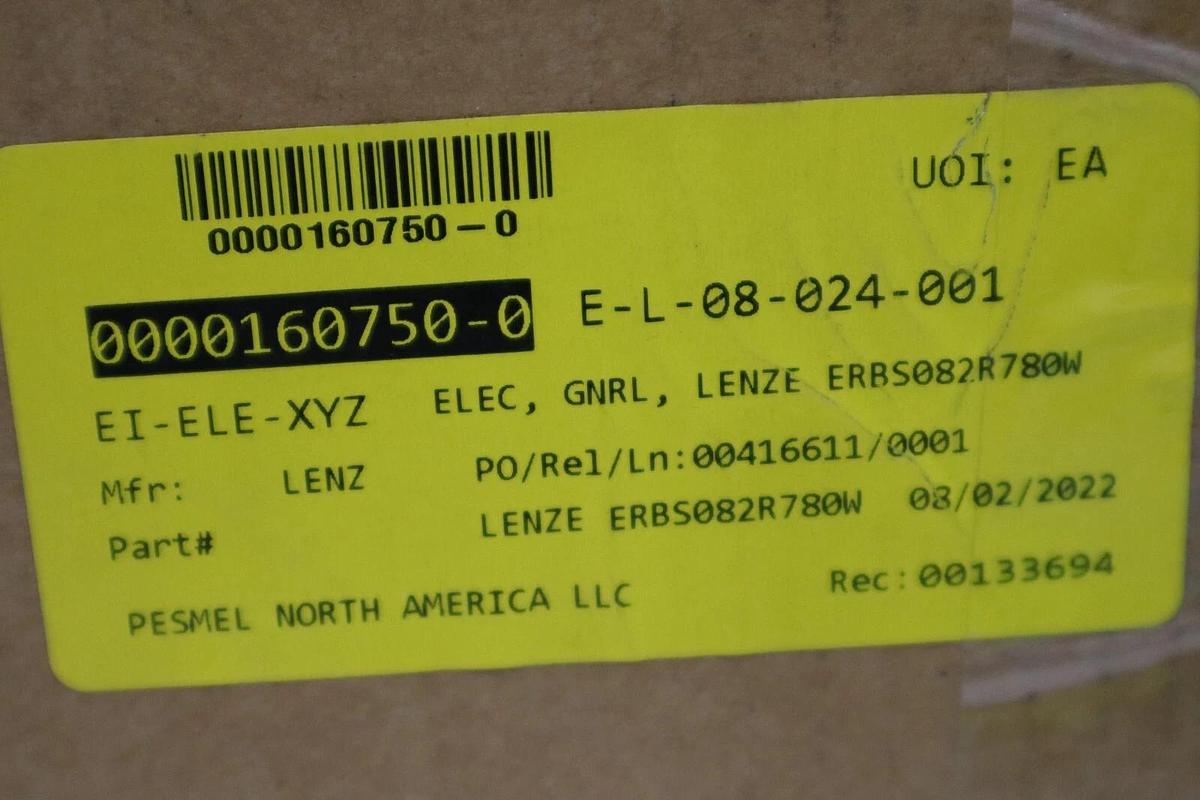 0000160750-0
UOI: EA
0000160750-0 E-L-08-024-001
EI-ELE-XYZ ELEC, GNRL, LENZE ERBS082R780W
Mfr: LENZ PO/Rel/Ln:00416611/0001
Part# LENZE ERBS082R780W 08/02/2022
PESMEL NORTH AMERICA LLC Rec:00133694